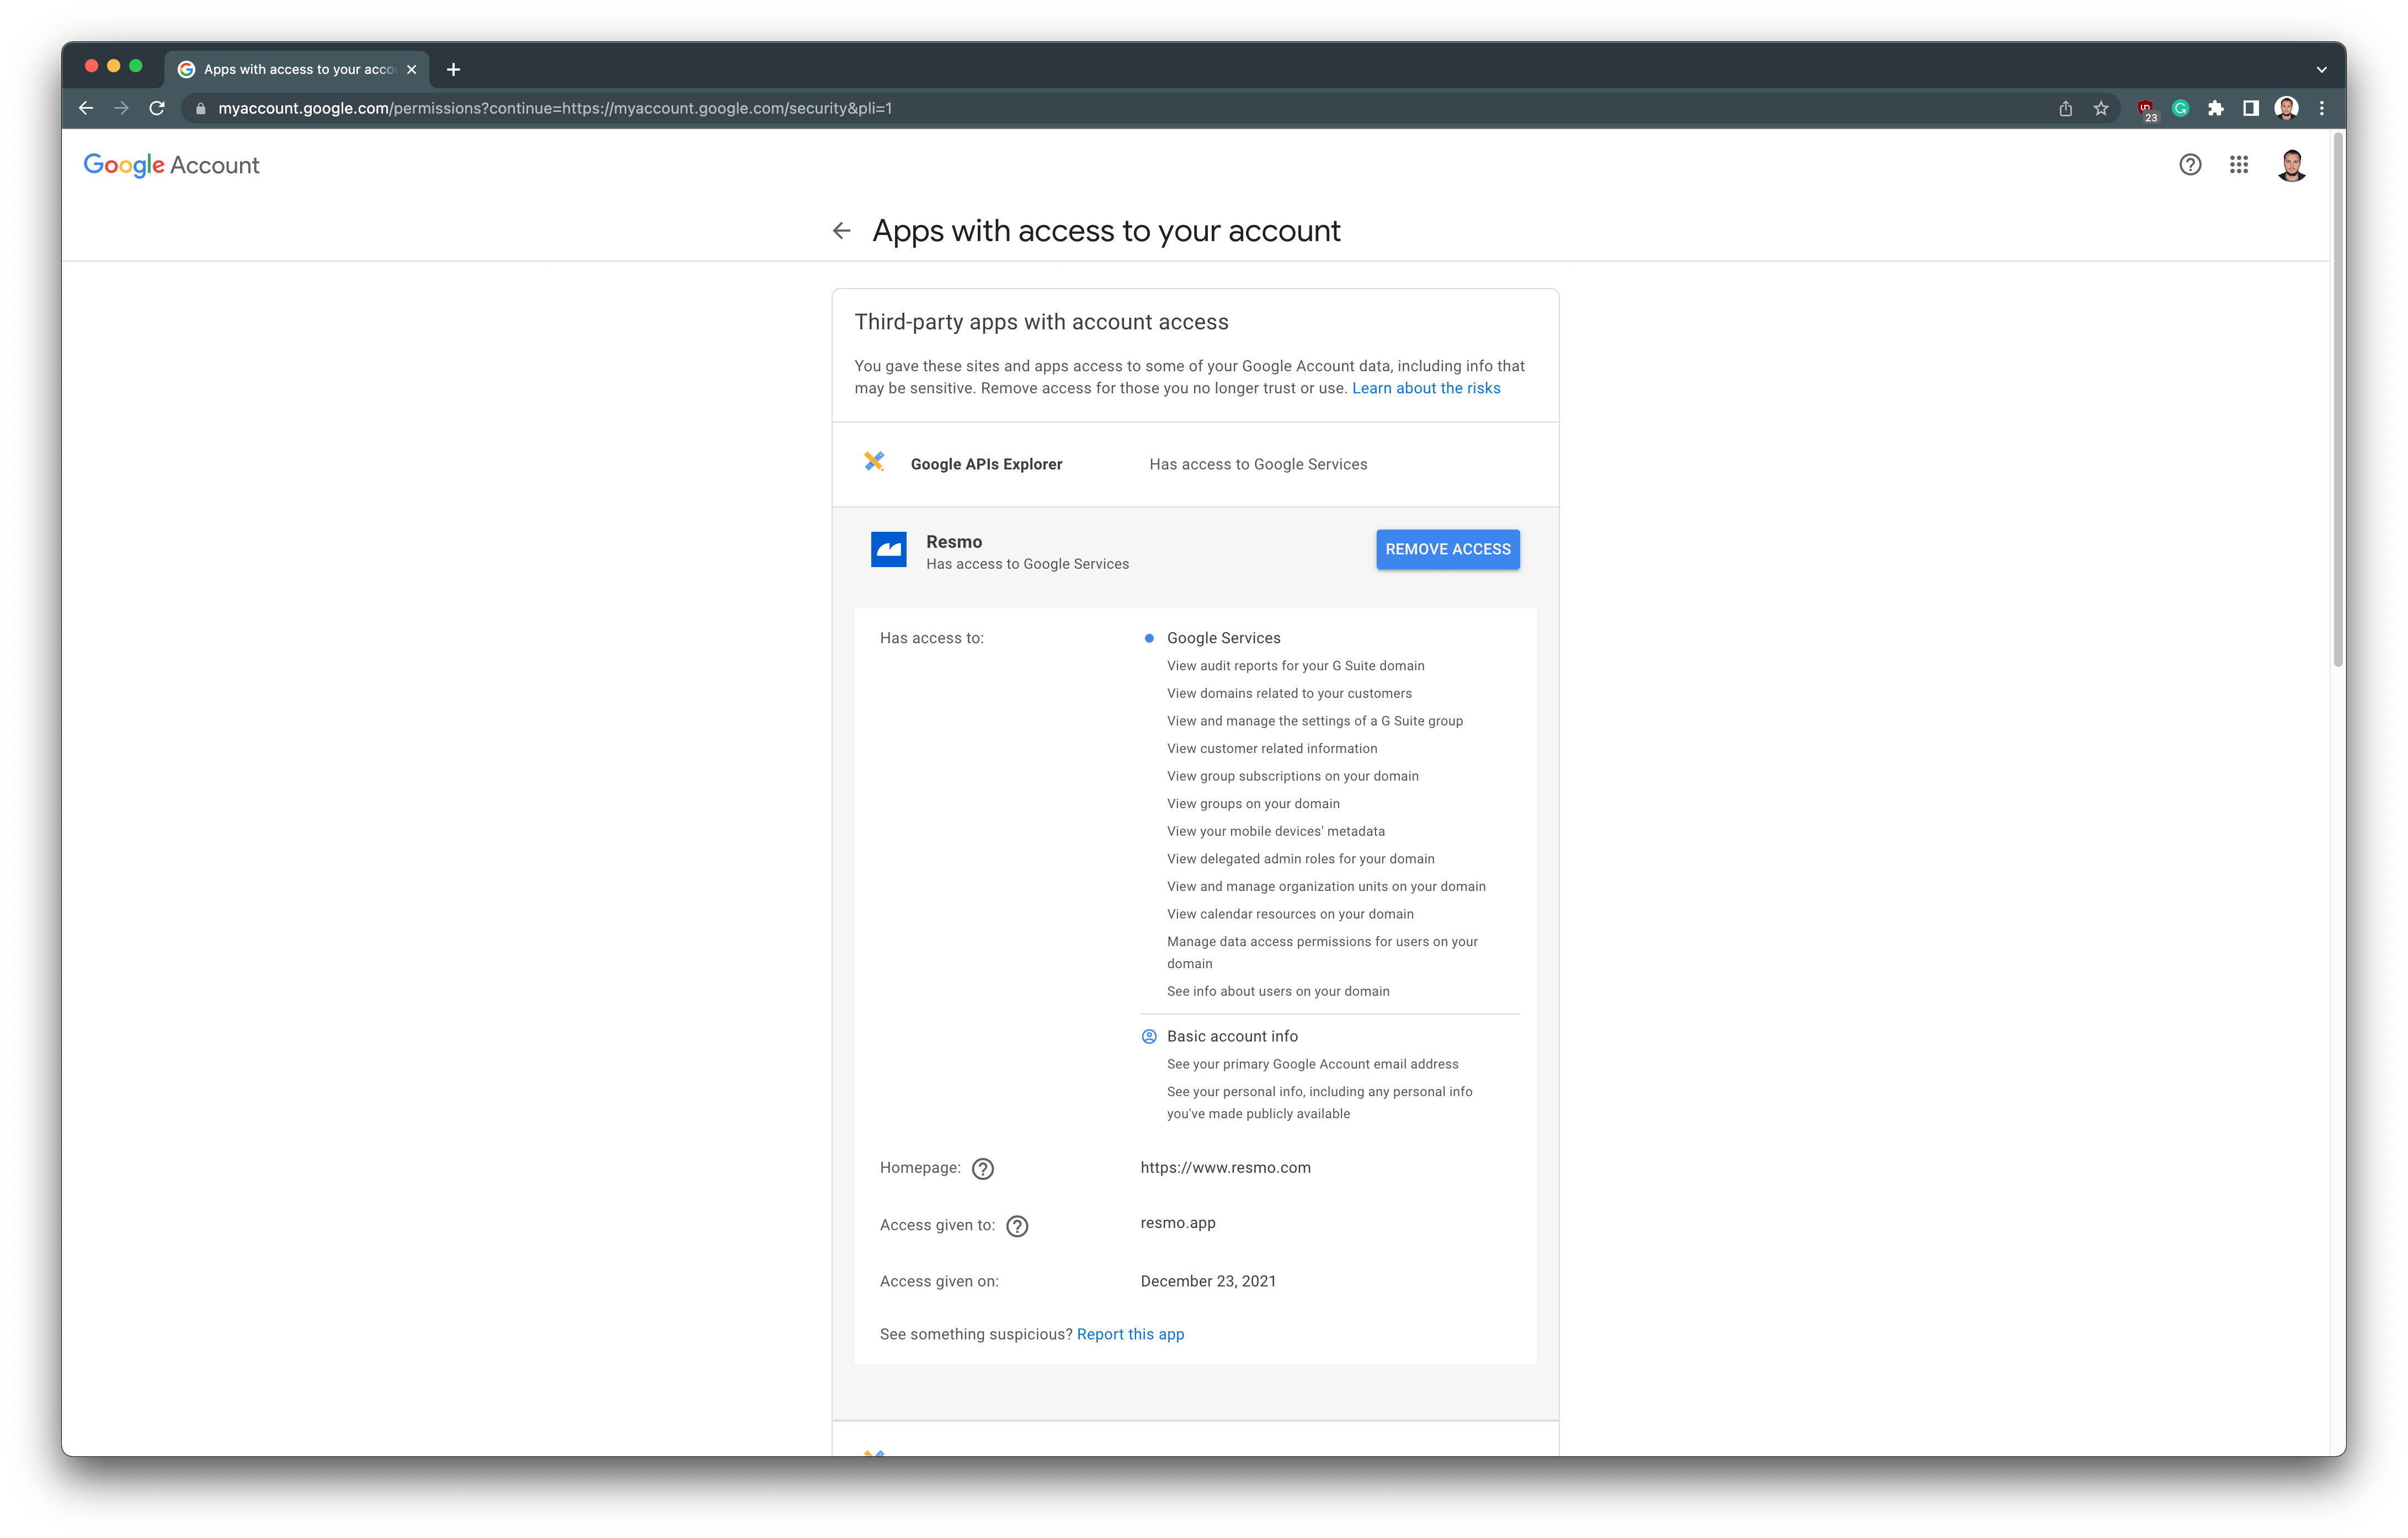 Apps with access to your acco
myaccount.google.com/permissions?continue=https://myaccount.google.com/security&pli=1
23
Google Account
Apps with access to your account
Third-party apps with account access
You gave these sites and apps access to some of your Google Account data, including info that
may be sensitive. Remove access for those you no longer trust or use. Learn about the risks
Google APIs Explorer Has access to Google Services
Resmo
Has access to Google Services
REMOVE ACCESS
Has access to:
Google Services
View audit reports for your G Suite domain
View domains related to your customers
View and manage the settings of a G Suite group
View customer related information
View group subscriptions on your domain
View groups on your domain
View your mobile devices' metadata
View delegated admin roles for your domain
View and manage organization units on your domain
View calendar resources on your domain
Manage data access permissions for users on your
domain
See info about users on your domain
Basic account info
See your primary Google Account email address
See your personal info, including any personal info
you've made publicly available
Homepage: https://www.resmo.com
Access given to: resmo.app
Access given on: December 23, 2021
See something suspicious? Report this app